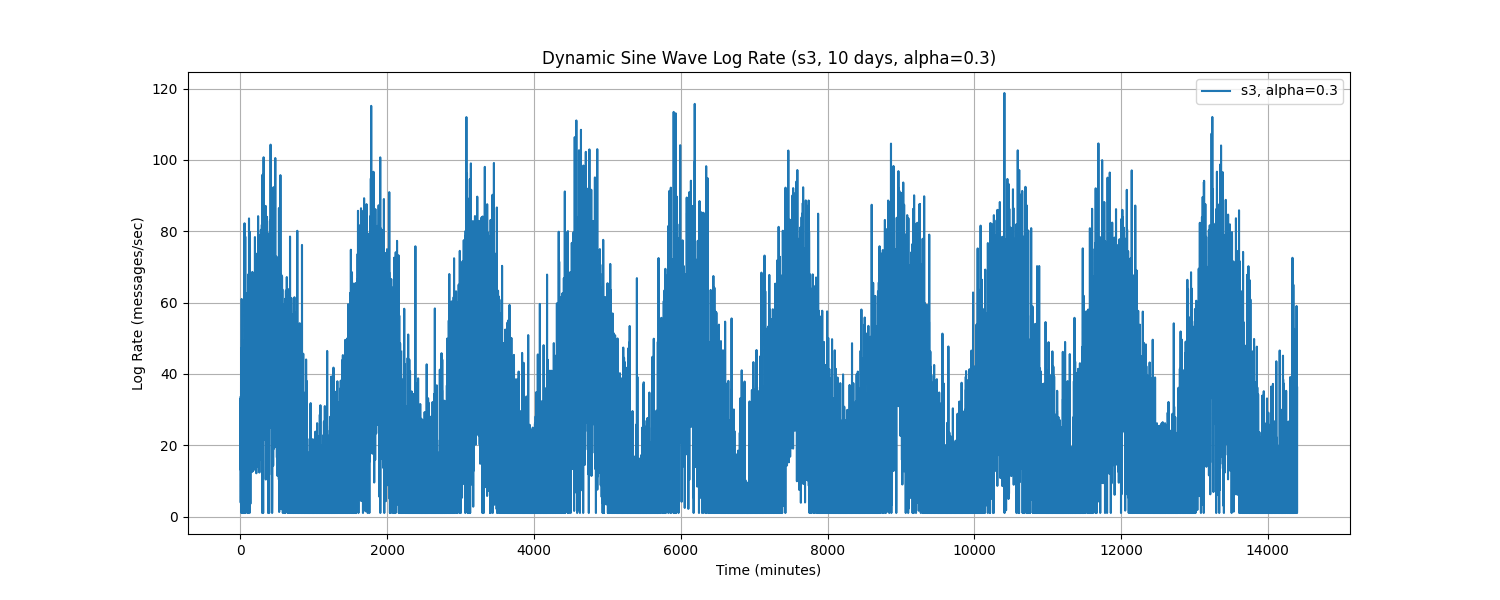 Dynamic Sine Wave Log Rate (s3, 10 days, alpha=0.3)
s3, alpha=0.3
Log Rate (messages/sec)
120
100
80
60
40
20
0
0 2000 4000 6000 8000 10000 12000 14000
Time (minutes)